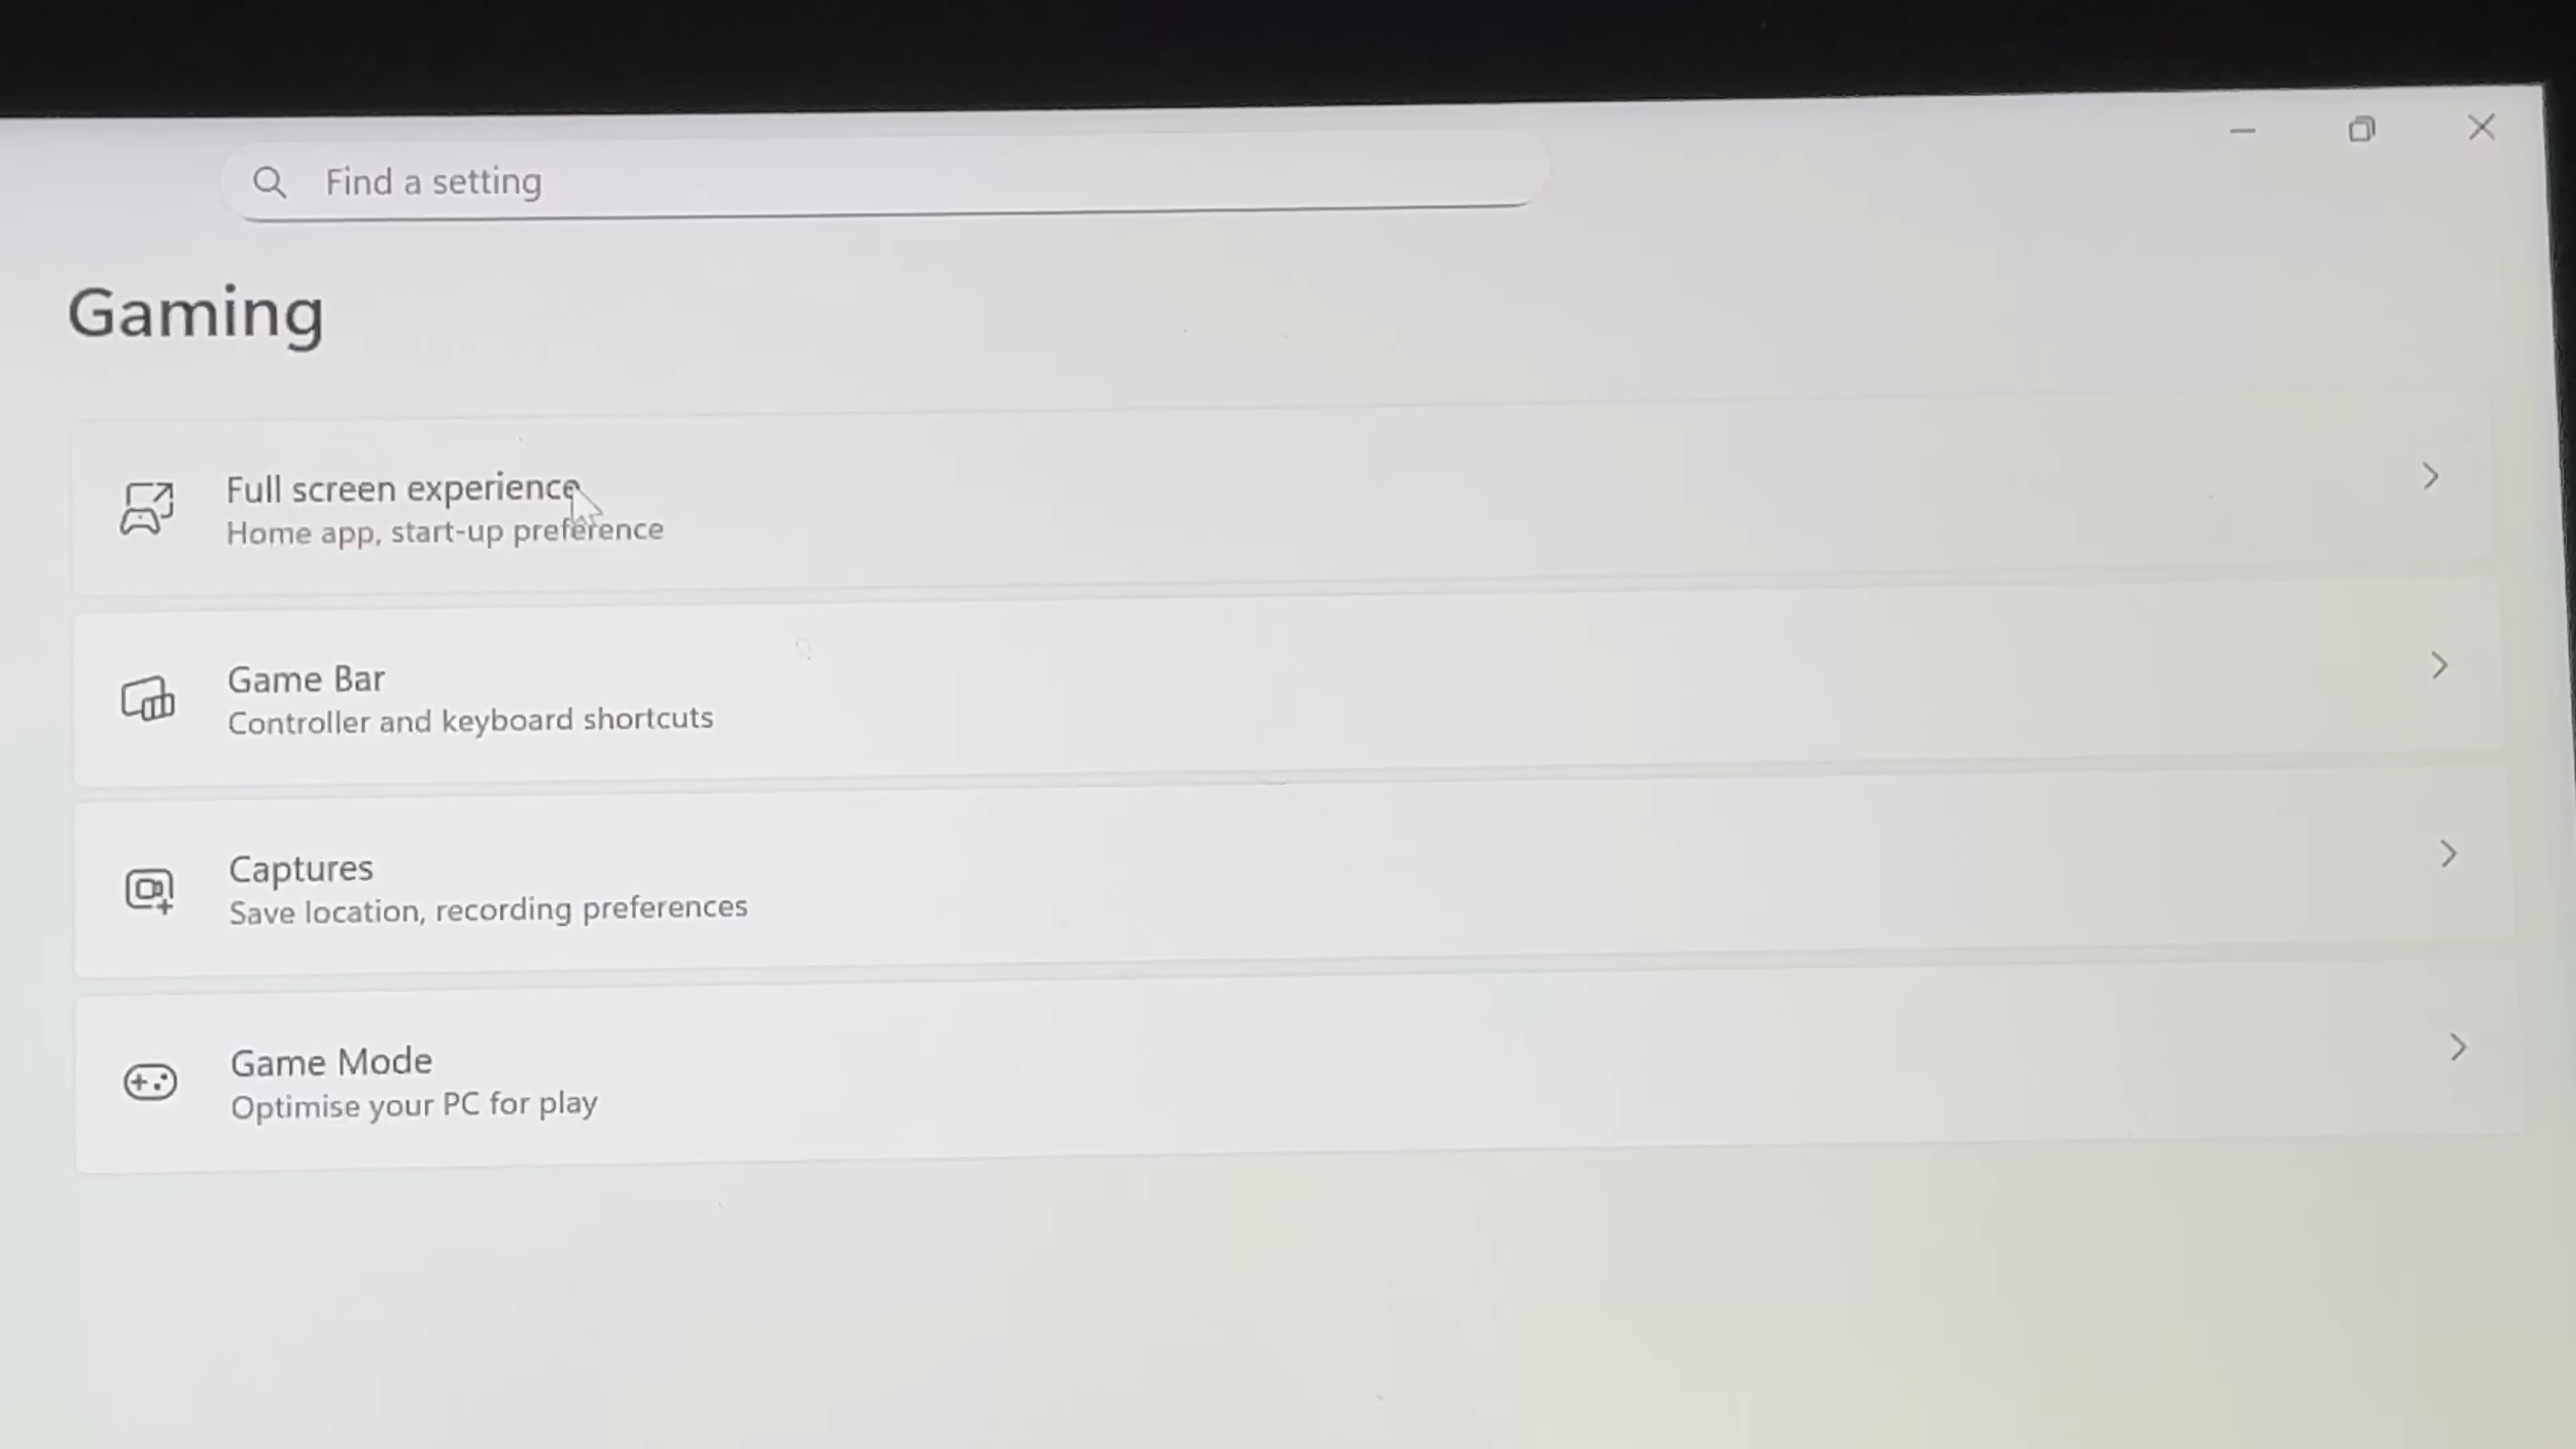 Find a setting
Gaming
Full screen experience
Home app, start-up preference
Game Bar
Controller and keyboard shortcuts
Captures
Save location, recording preferences
Game Mode
Optimise your PC for play